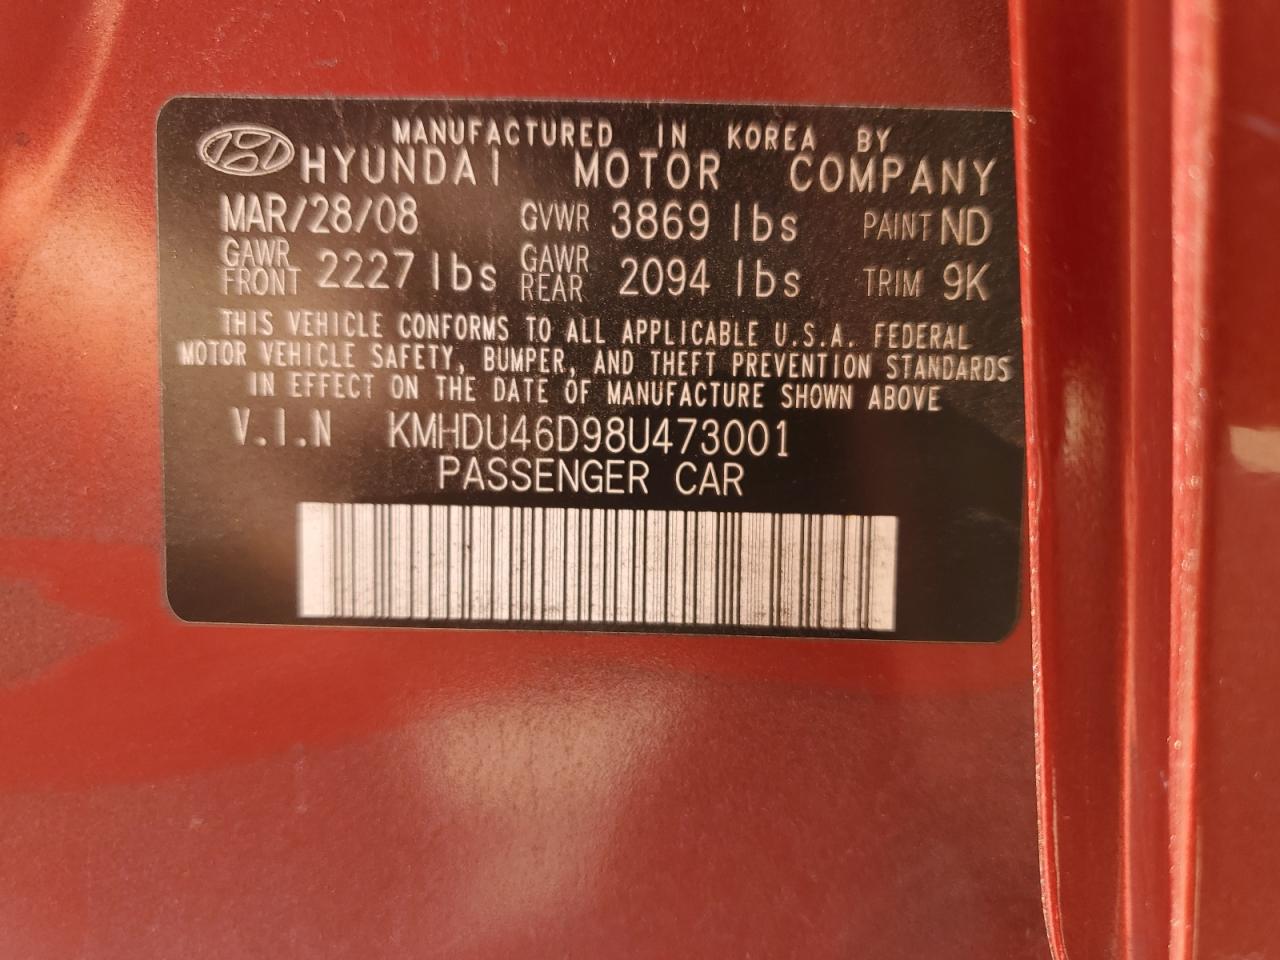 MANUFACTURED IN KOREA BY
HYUNDAI MOTOR COMPANY
MAR/28/08 GVWR 3869 lbs PAINT ND
GAWR FRONT 2227 lbs GAWR REAR 2094 lbs TRIM 9K
THIS VEHICLE CONFORMS TO ALL APPLICABLE U.S.A. FEDERAL
MOTOR VEHICLE SAFETY, BUMPER, AND THEFT PREVENTION STANDARDS
IN EFFECT ON THE DATE OF MANUFACTURE SHOWN ABOVE
V.I.N KMHDU46D98U473001
PASSENGER CAR